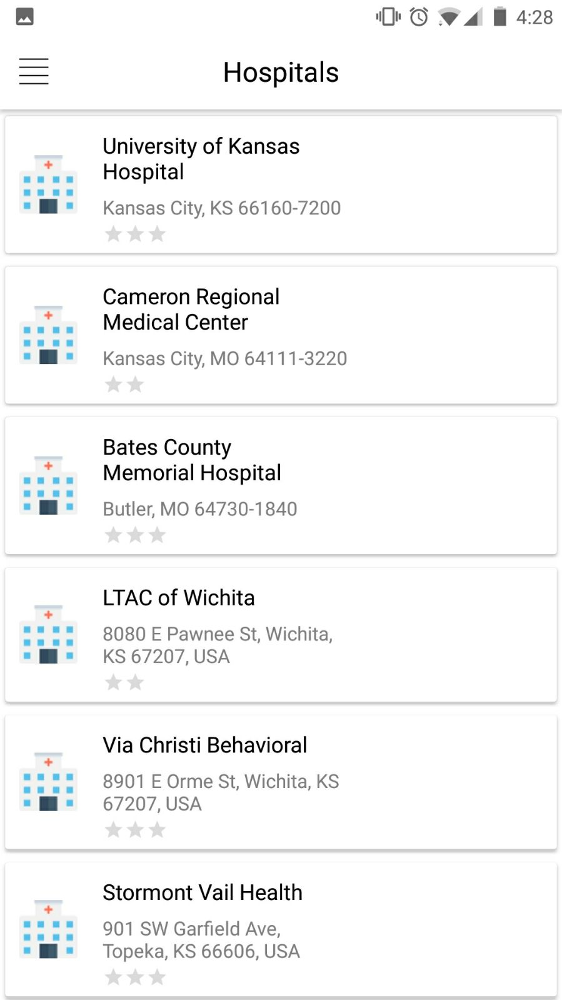 4:28
Hospitals
University of Kansas
Hospital
Kansas City, KS 66160-7200
Cameron Regional
Medical Center
Kansas City, MO 64111-3220
Bates County
Memorial Hospital
Butler, MO 64730-1840
LTAC of Wichita
8080 E Pawnee St, Wichita,
KS 67207, USA
Via Christi Behavioral
8901 E Orme St, Wichita, KS
67207, USA
Stormont Vail Health
901 SW Garfield Ave,
Topeka, KS 66606, USA